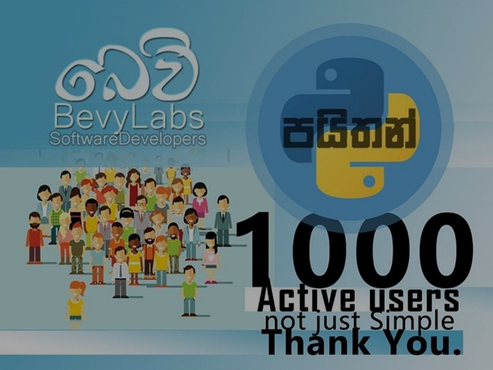 බෙව්
BevyLabs
SoftwareDevelopers
පයිතන්
1000
Active users
not just Simple
Thank You.